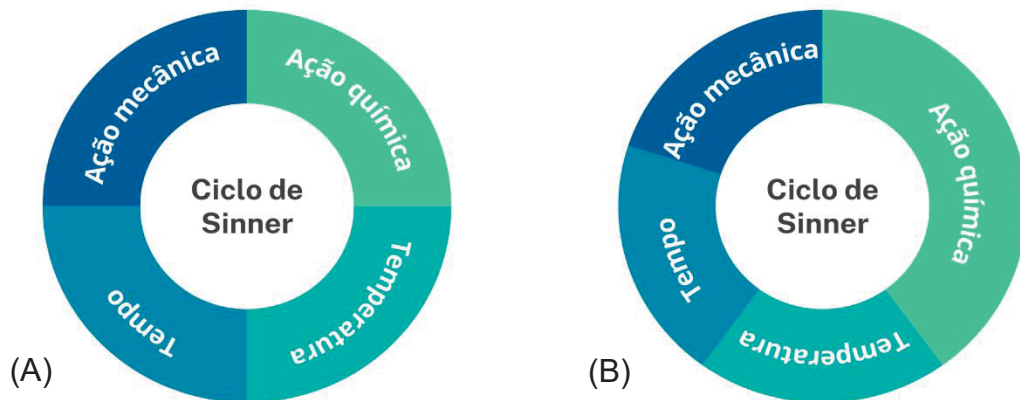 Ação mecânica
Ação química
Ciclo de
Sinner
Tempo
Temperatura
(A)
Ação mecânica
Ação química
Ciclo de
Sinner
Tempo
Temperatura
(B)